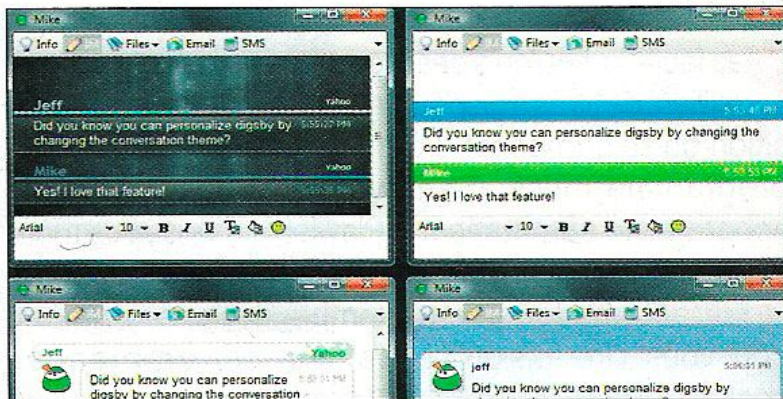 Mike
Info Files Email SMS
Jeff Yahoo
Did you know you can personalize digsby by 5:55:20 PM
changing the conversation theme?
Mike Yahoo
Yes! I love that feature!
Arial 10 B I U
Mike
Info Files Email SMS
Jeff
Did you know you can personalize digsby by changing the
conversation theme?
Mike
Yes! I love that feature!
Arial 10 B I U
Mike
Info Files Email SMS
Jeff Yahoo
Did you know you can personalize
digsby by changing the conversation
Mike
Info Files Email SMS
jeff
Did you know you can personalize digsby by